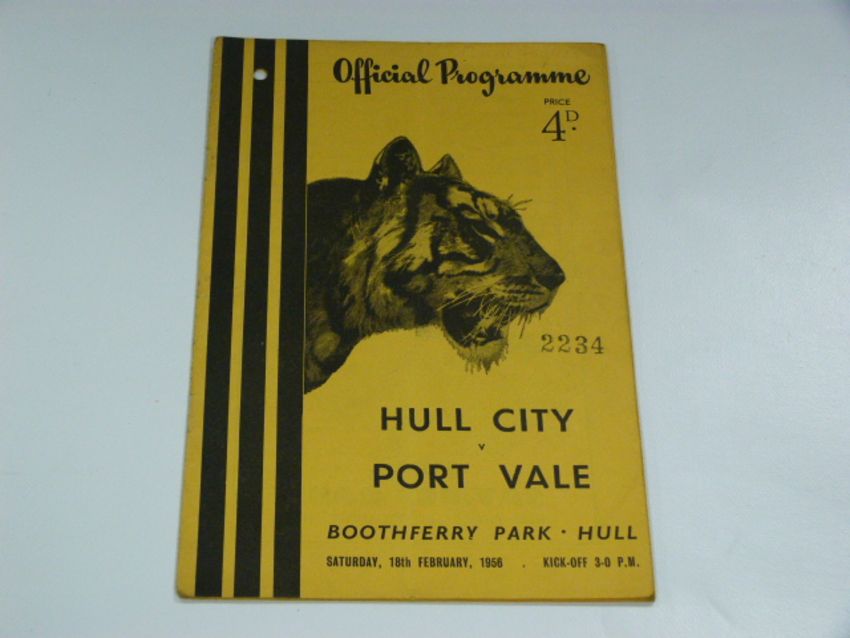 Official Programme
PRICE
4D.
2234
HULL CITY
v
PORT VALE
BOOTHFERRY PARK · HULL
SATURDAY, 18th FEBRUARY, 1956 . KICK-OFF 3-0 P.M.